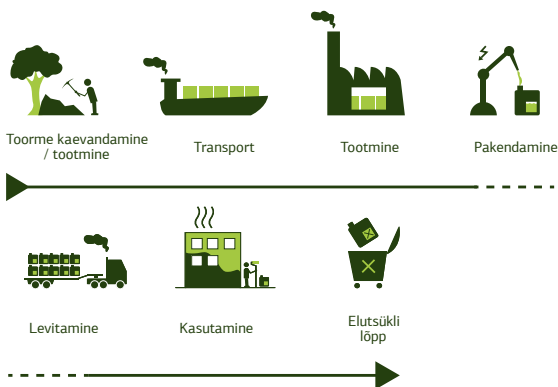 Toorme kaevandamine
/ tootmine
Transport
Tootmine
Pakendamine
Levitamine
Kasutamine
Elutsükli
lõpp